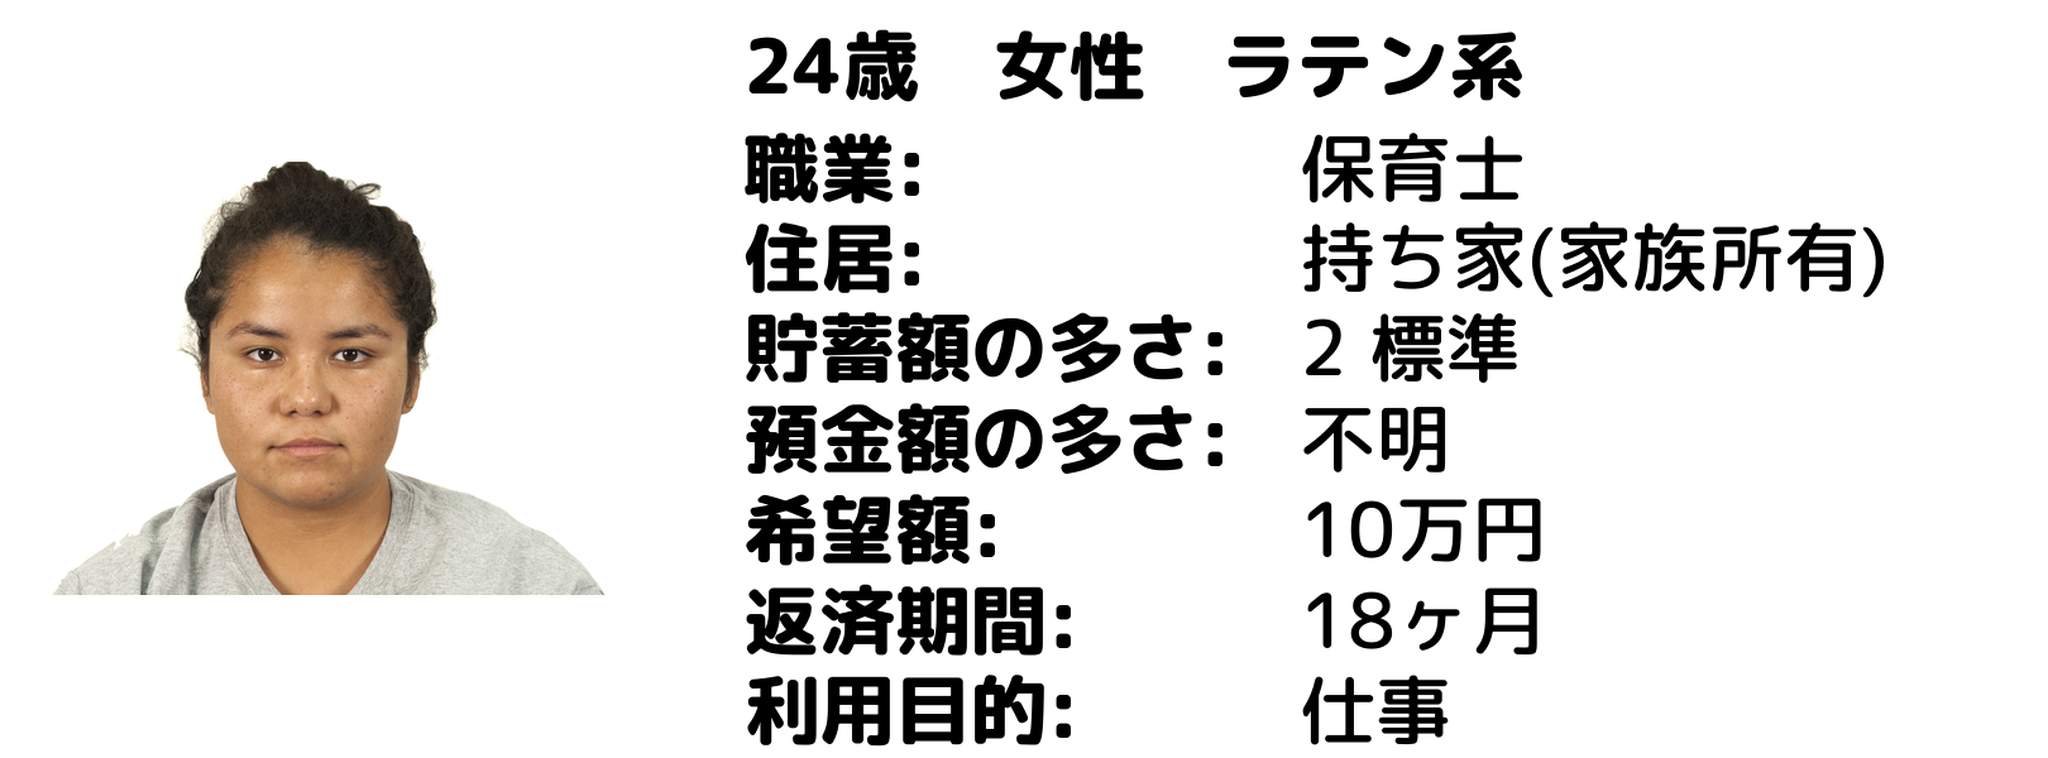 24歳　女性　ラテン系
職業: 保育士
住居: 持ち家(家族所有)
貯蓄額の多さ: 2 標準
預金額の多さ: 不明
希望額: 10万円
返済期間: 18ヶ月
利用目的: 仕事